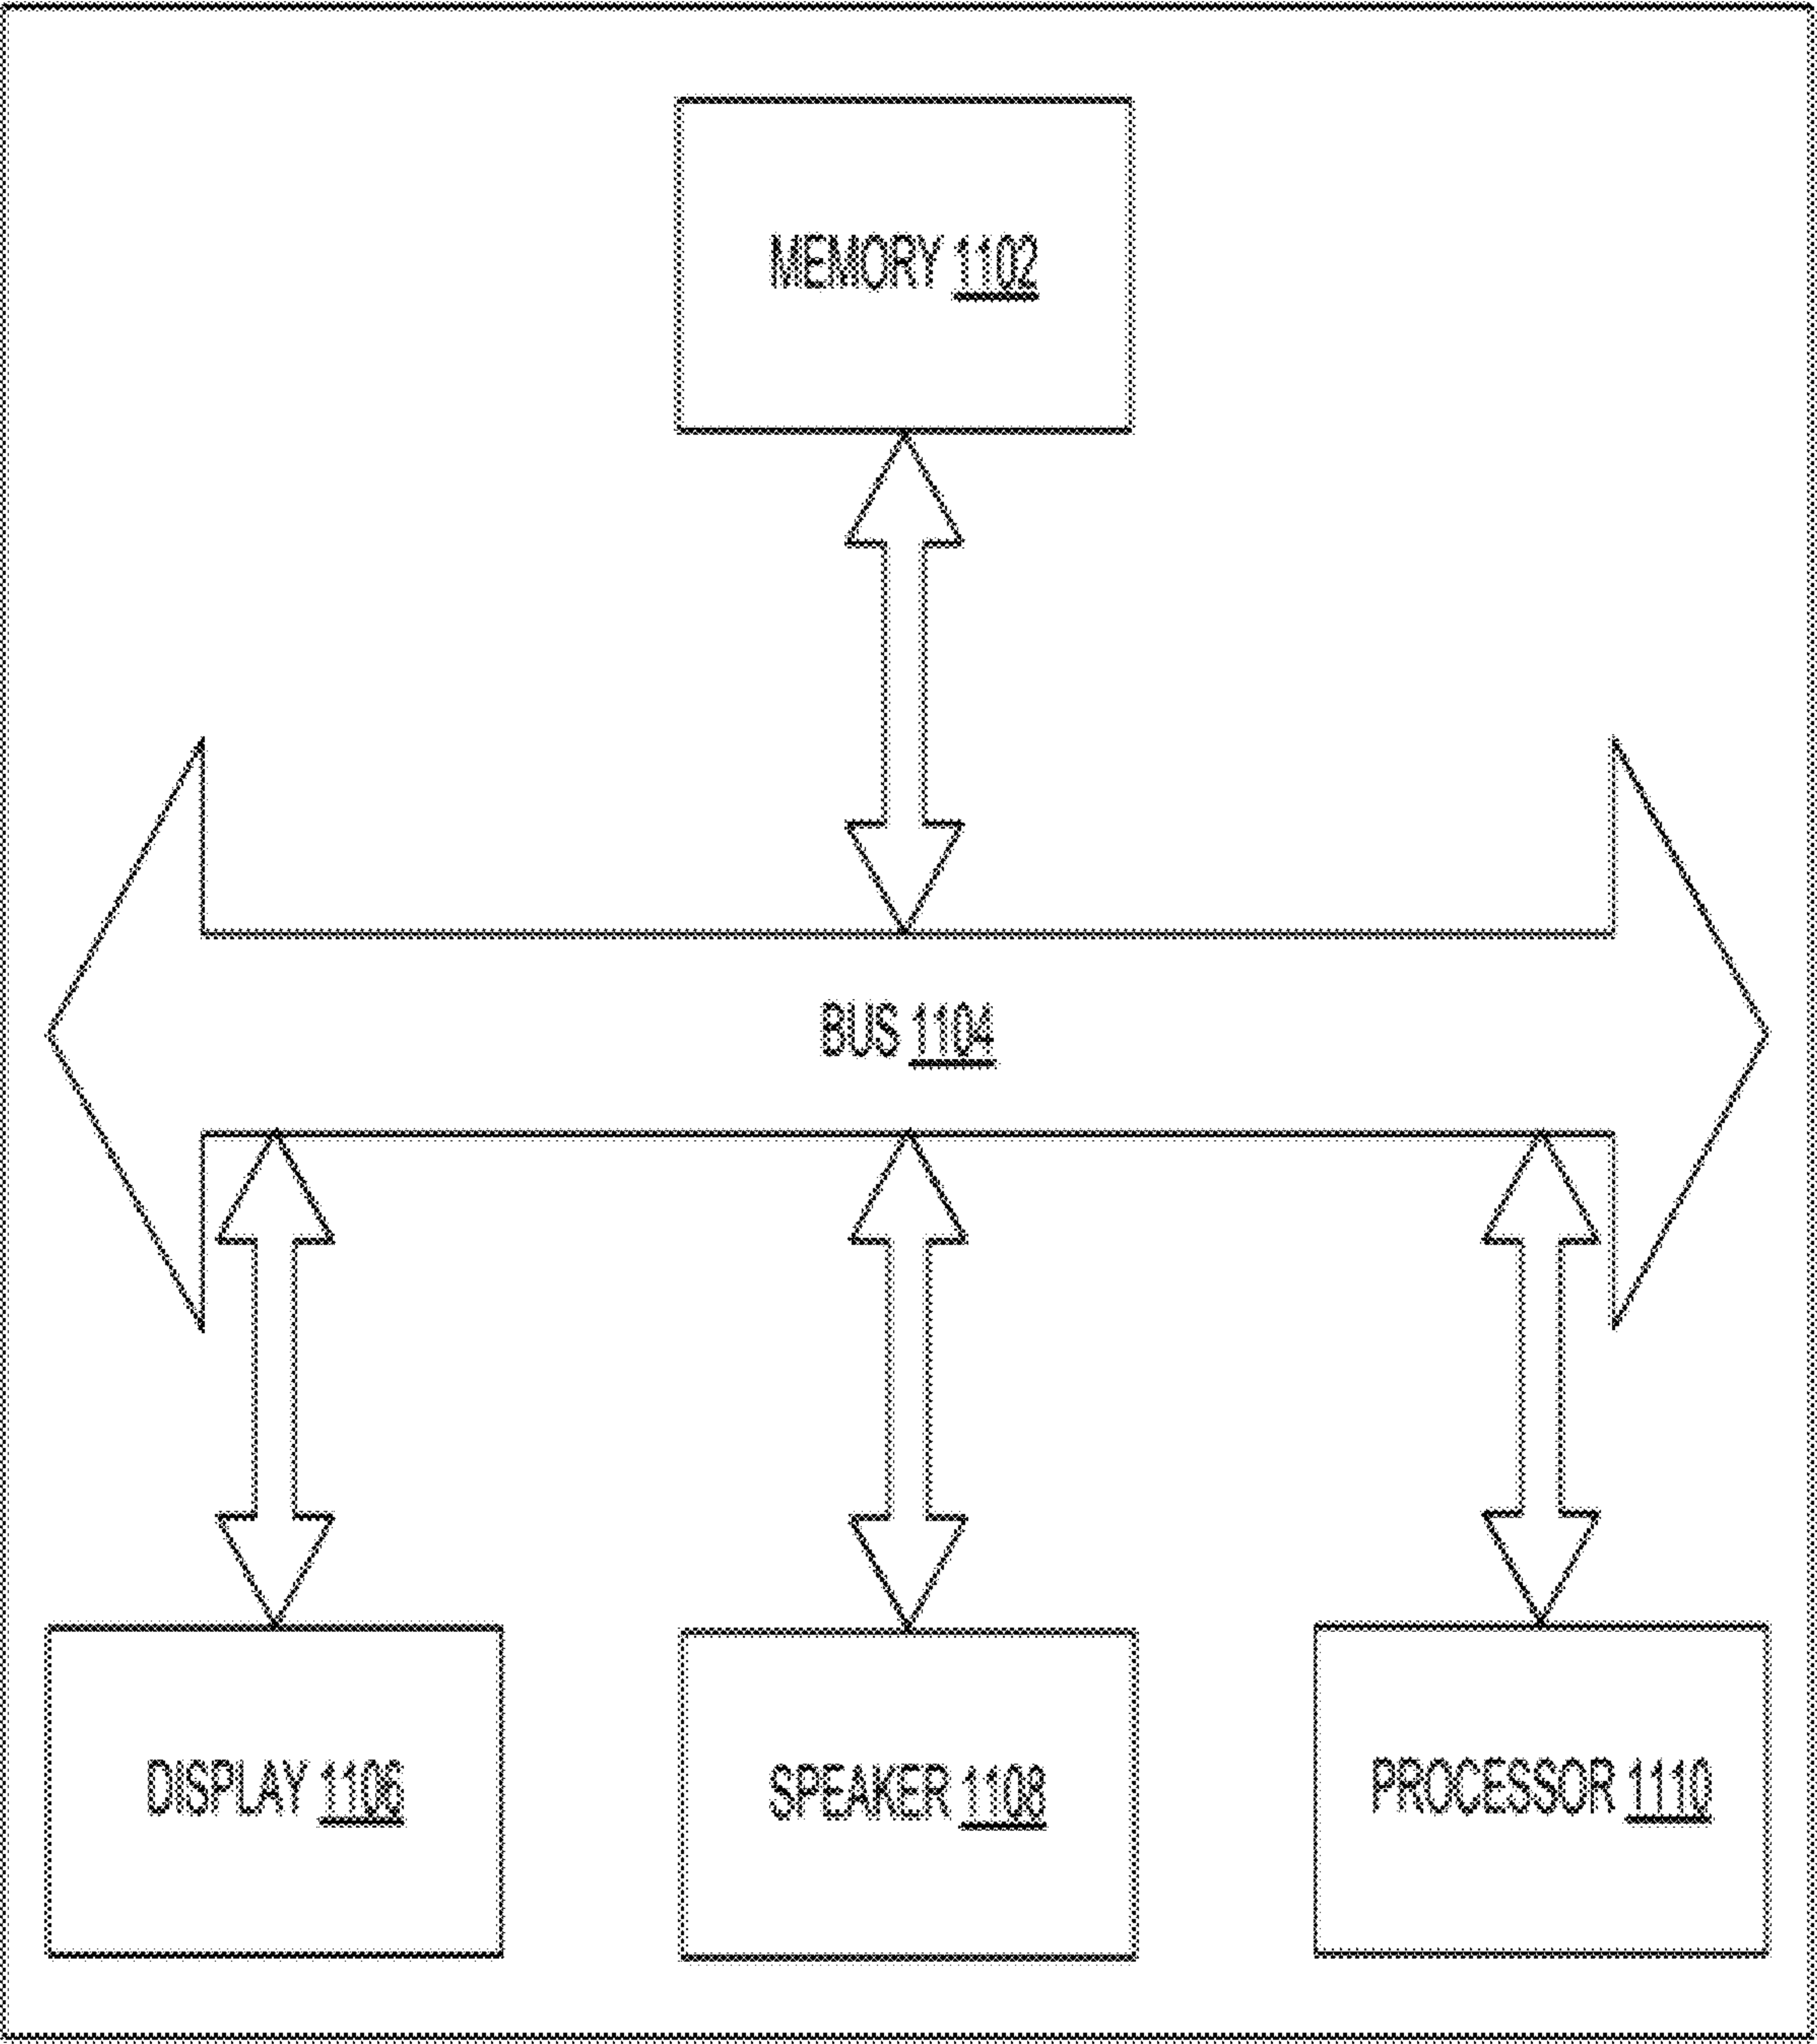 MEMORY 1102
BUS 1104
DISPLAY 1106
SPEAKER 1108
PROCESSOR 1110